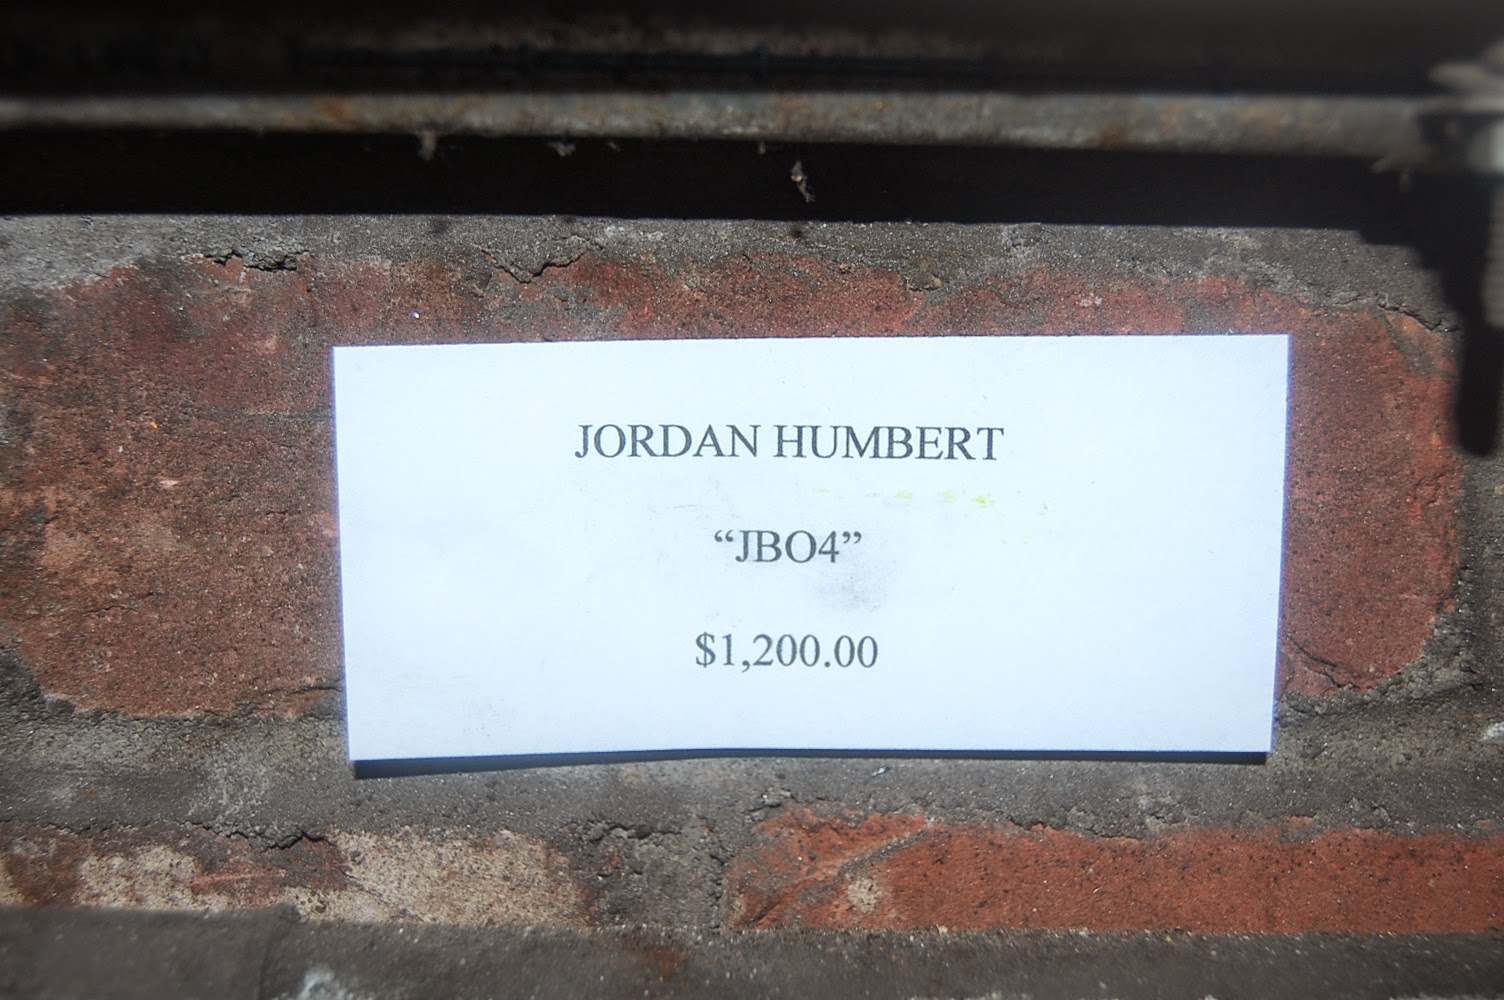 JORDAN HUMBERT
“JBO4”
$1,200.00